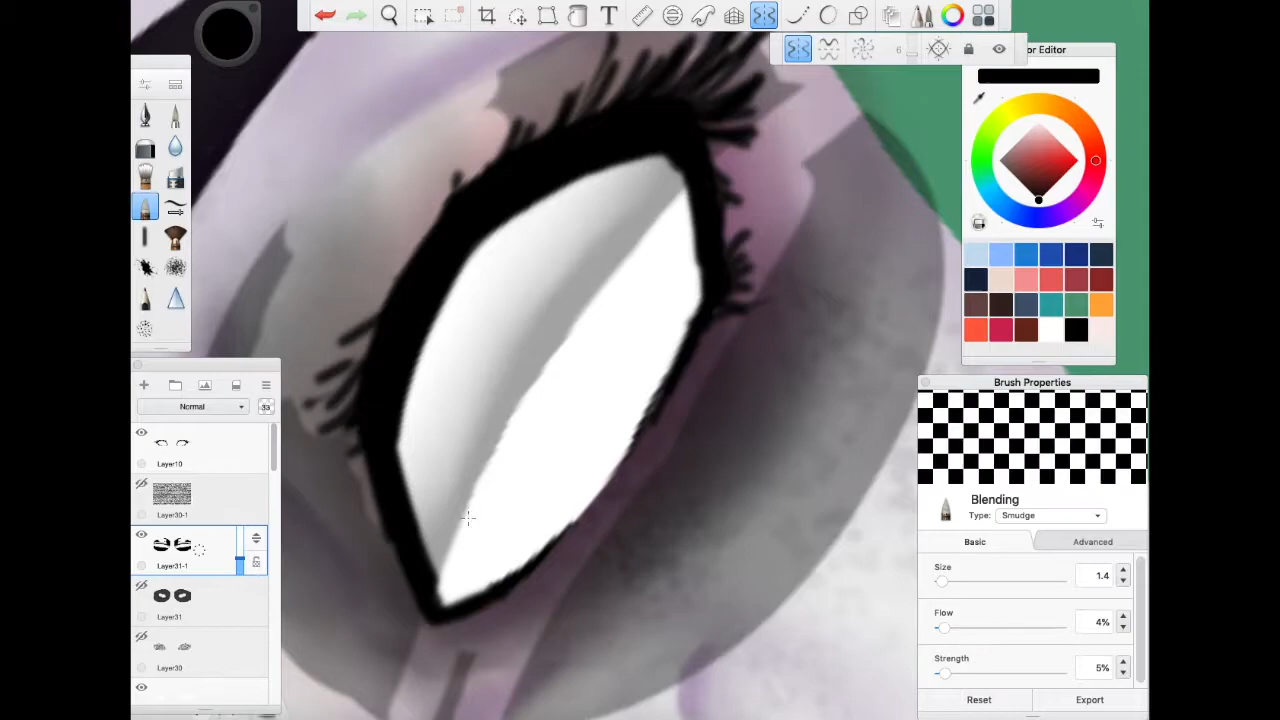 T
6
or Editor
Normal
Layer10
Layer30-1
Layer31-1
Layer31
Layer30
Brush Properties
Blending
Type: Smudge
Basic
Advanced
Size
1.4
Flow
4%
Strength
5%
Reset
Export